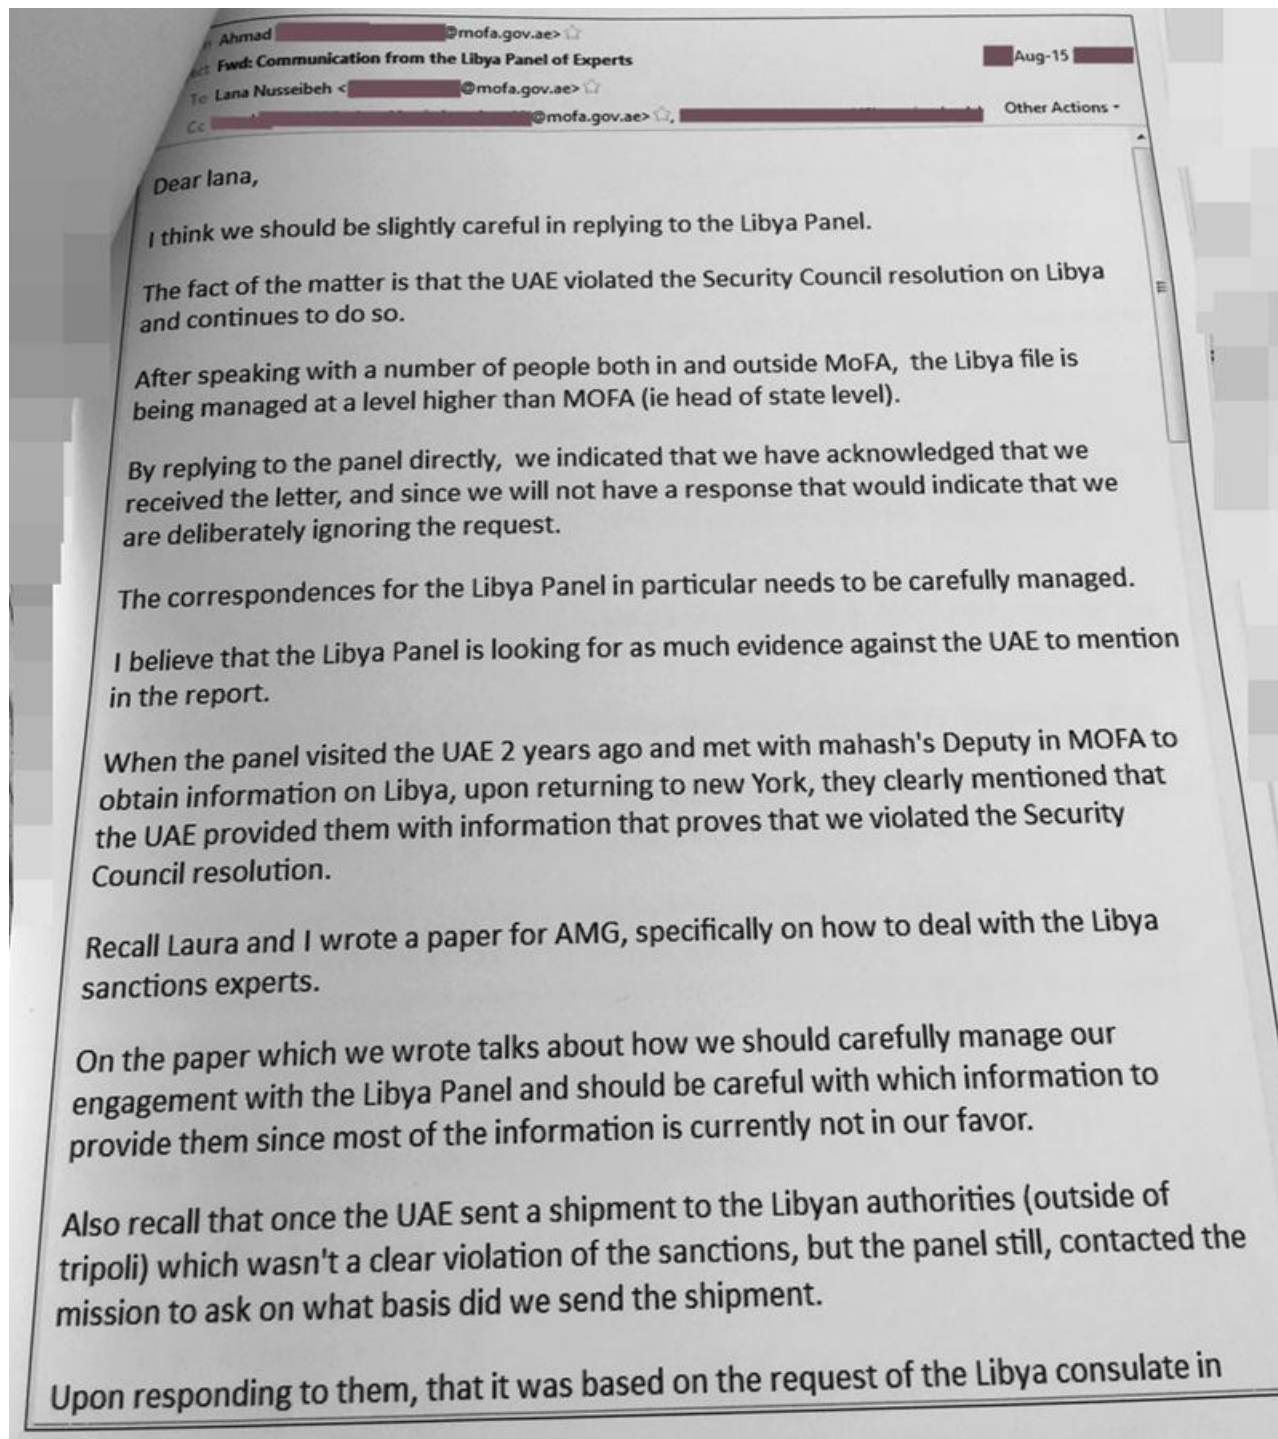 Ahmad @mofa.gov.ae>
Fwd: Communication from the Libya Panel of Experts
Aug-15
To Lana Nusseibeh < @mofa.gov.ae>
Cc @mofa.gov.ae> ,
Other Actions
Dear lana,
I think we should be slightly careful in replying to the Libya Panel.
The fact of the matter is that the UAE violated the Security Council resolution on Libya
and continues to do so.
After speaking with a number of people both in and outside MoFA, the Libya file is
being managed at a level higher than MOFA (ie head of state level).
By replying to the panel directly, we indicated that we have acknowledged that we
received the letter, and since we will not have a response that would indicate that we
are deliberately ignoring the request.
The correspondences for the Libya Panel in particular needs to be carefully managed.
I believe that the Libya Panel is looking for as much evidence against the UAE to mention
in the report.
When the panel visited the UAE 2 years ago and met with mahash's Deputy in MOFA to
obtain information on Libya, upon returning to new York, they clearly mentioned that
the UAE provided them with information that proves that we violated the Security
Council resolution.
Recall Laura and I wrote a paper for AMG, specifically on how to deal with the Libya
sanctions experts.
On the paper which we wrote talks about how we should carefully manage our
engagement with the Libya Panel and should be careful with which information to
provide them since most of the information is currently not in our favor.
Also recall that once the UAE sent a shipment to the Libyan authorities (outside of
tripoli) which wasn't a clear violation of the sanctions, but the panel still, contacted the
mission to ask on what basis did we send the shipment.
Upon responding to them, that it was based on the request of the Libya consulate in